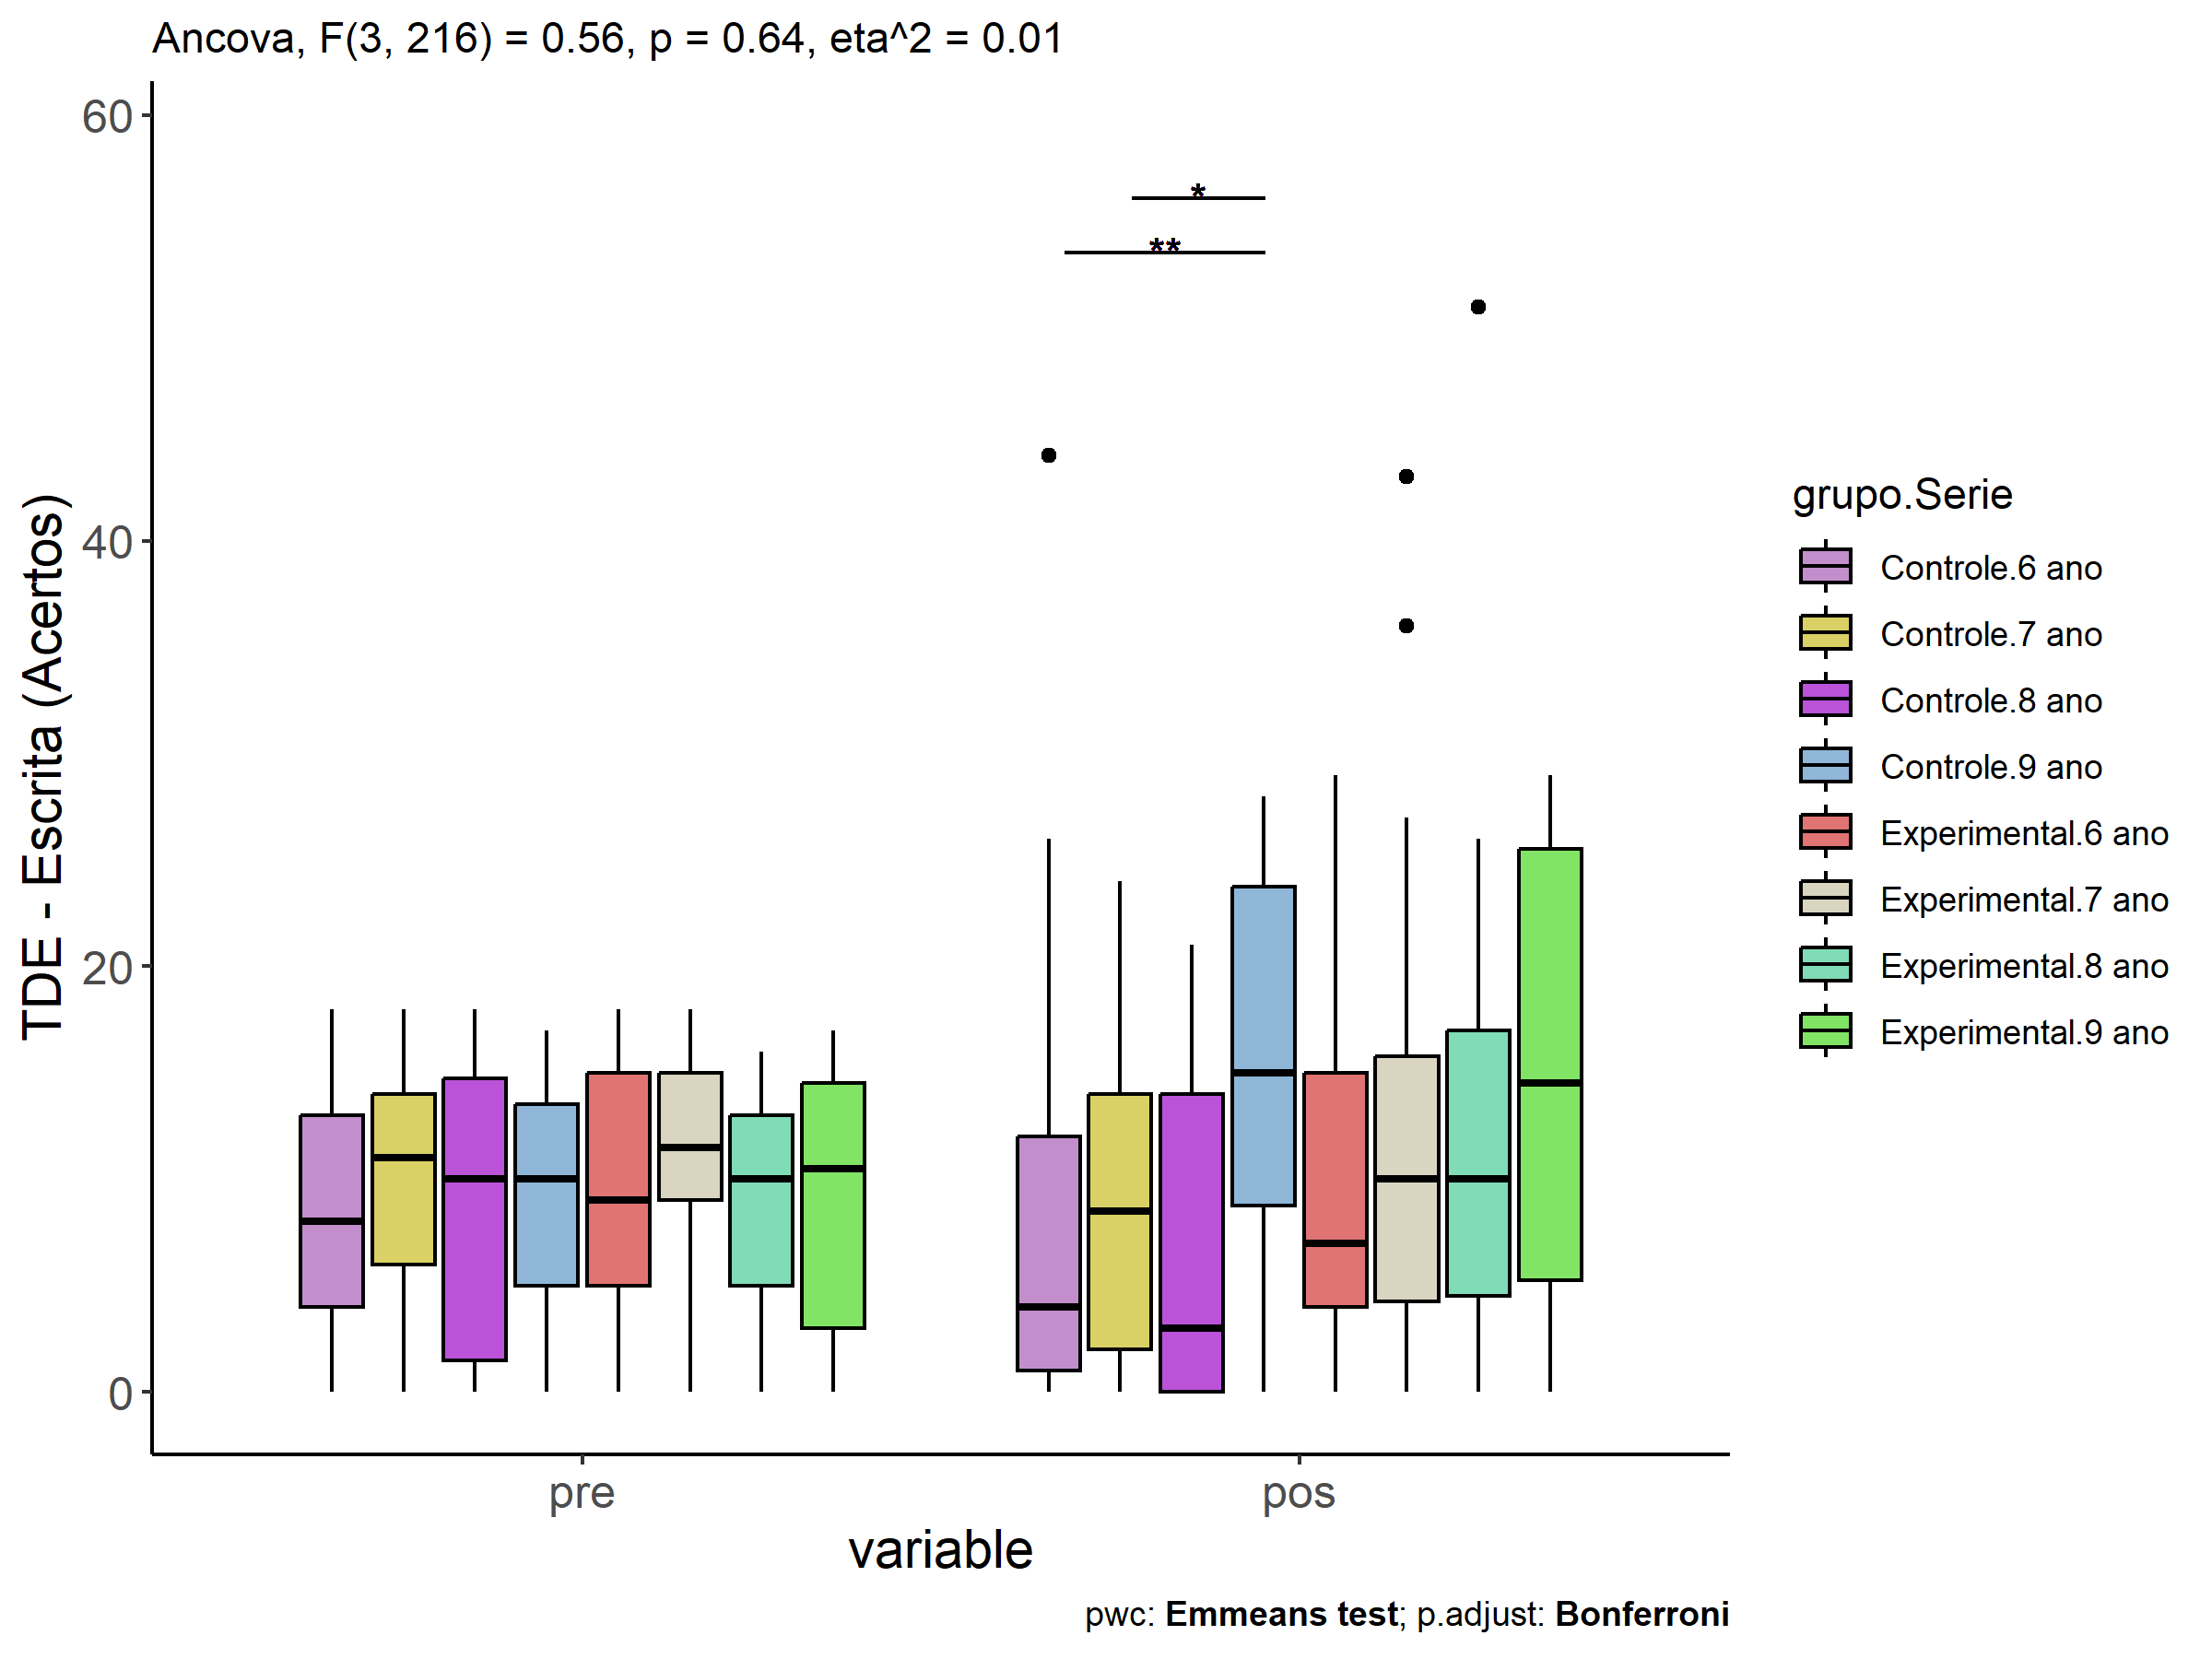 Ancova, F(3, 216) = 0.56, p = 0.64, eta^2 = 0.01
60
40
20
0
TDE - Escrita (Acertos)
*
**
pre
pos
variable
grupo.Serie
Controle.6 ano
Controle.7 ano
Controle.8 ano
Controle.9 ano
Experimental.6 ano
Experimental.7 ano
Experimental.8 ano
Experimental.9 ano
pwc: Emmeans test; p.adjust: Bonferroni